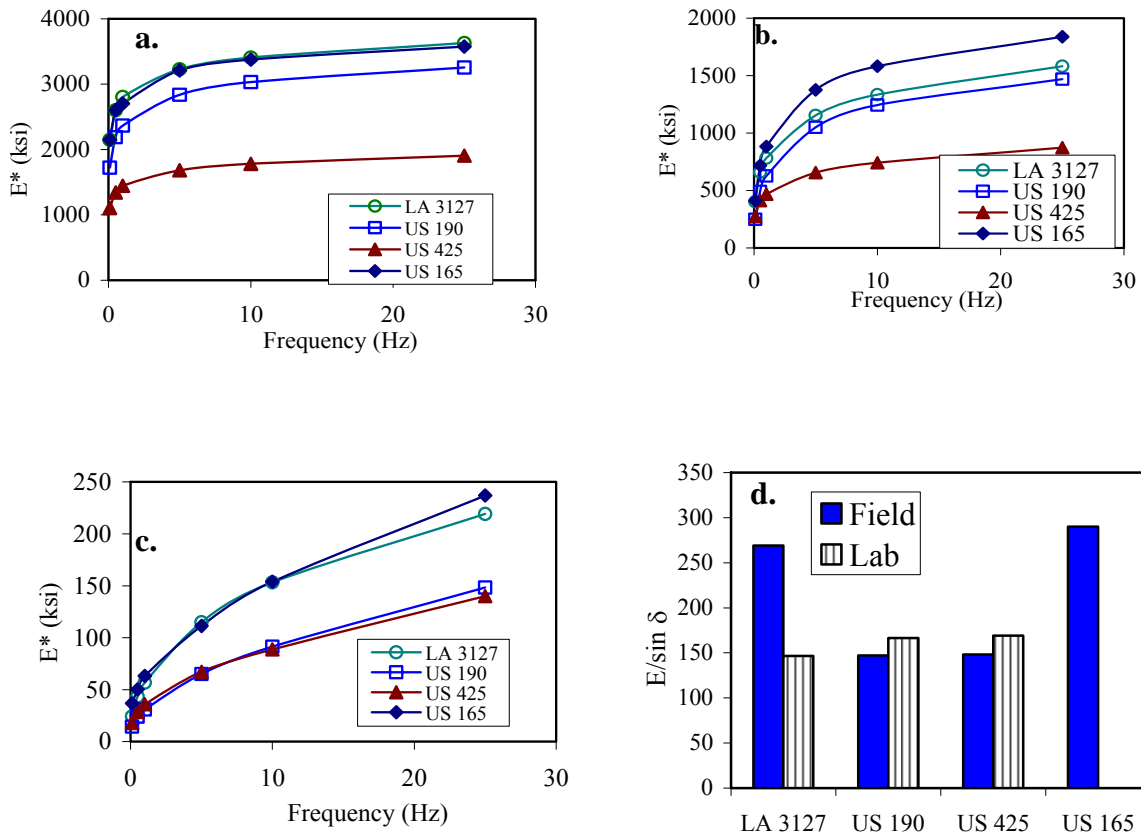 a.
4000
3000
2000
1000
0
E* (ksi)
0
10
20
30
Frequency (Hz)
LA 3127
US 190
US 425
US 165
b.
2000
1500
1000
500
0
E* (ksi)
0
10
20
30
Frequency (Hz)
LA 3127
US 190
US 425
US 165
c.
250
200
150
100
50
0
E* (ksi)
0
10
20
30
Frequency (Hz)
LA 3127
US 190
US 425
US 165
d.
350
300
250
200
150
100
50
0
E/sin δ
Field
Lab
LA 3127
US 190
US 425
US 165